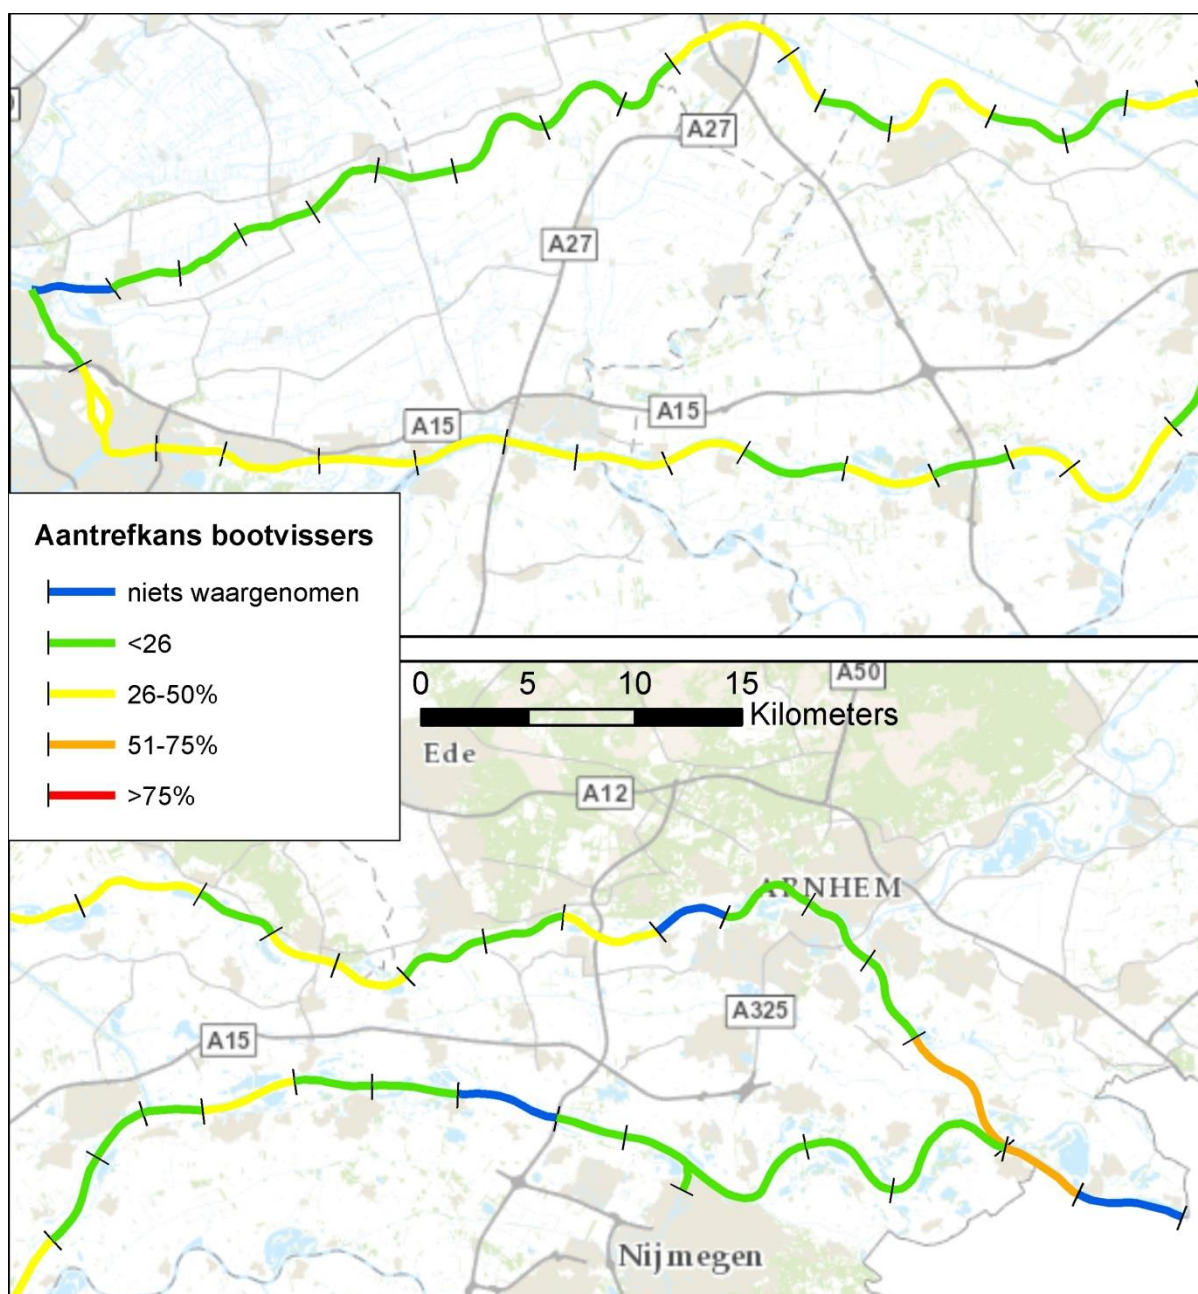 A27
A27
A15
A15
Aantrefkans bootvissers
niets waargenomen
<26
26-50%
51-75%
>75%
0 5 10 15
Kilometers
A50
Ede
A12
ARNHEM
A325
A15
Nijmegen